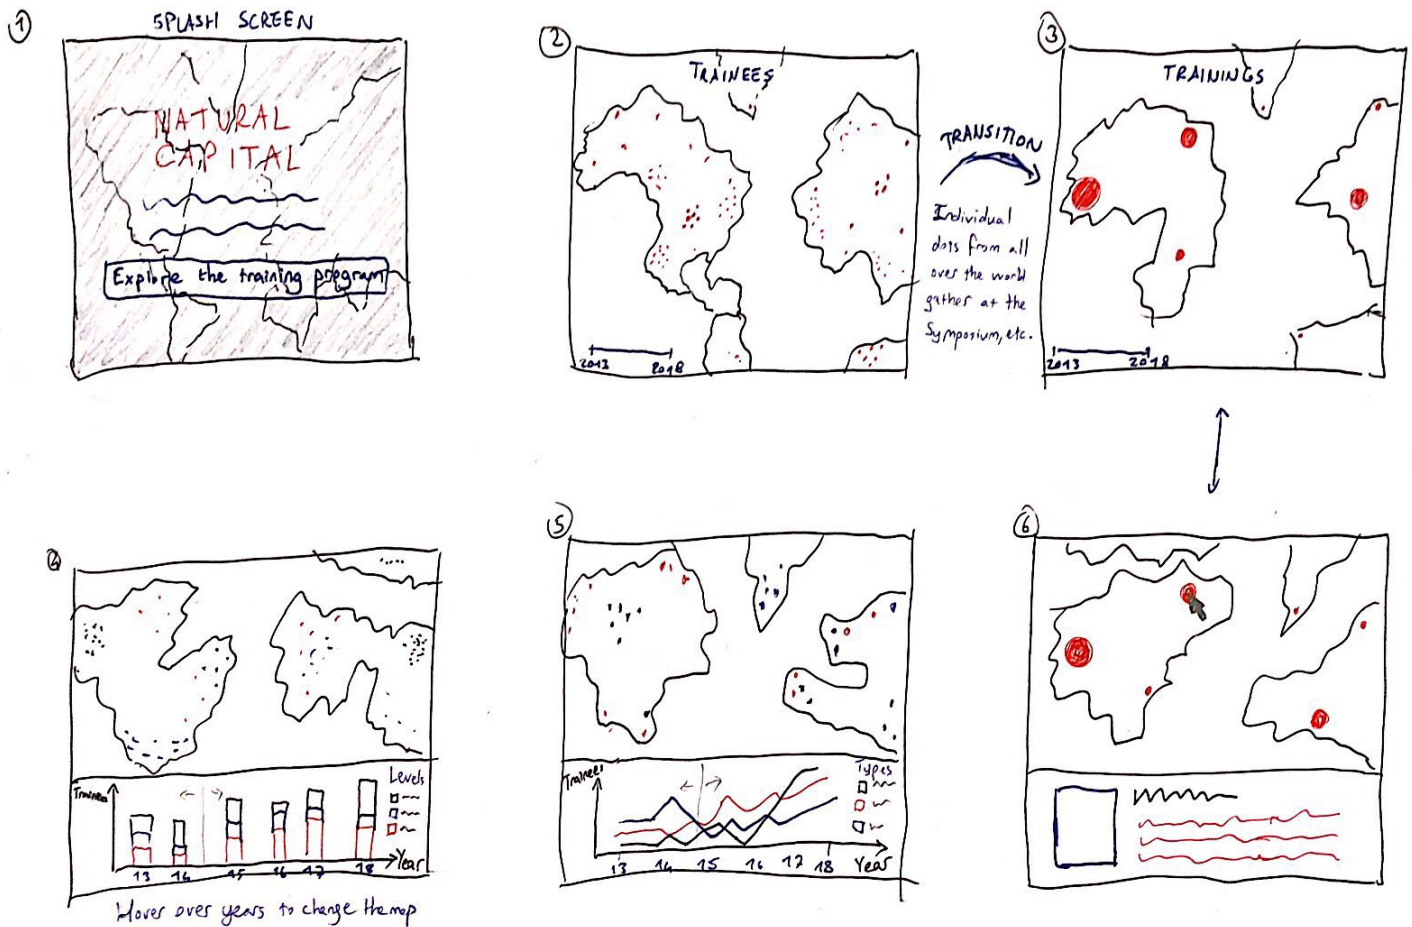 1
SPLASH SCREEN
NATURAL
CAPITAL
Explore the training program
2
TRAINEES
2013 2018
TRANSITION
Individual
dots from all
over the world
gather at the
Symposium, etc.
3
TRAININGS
2013 2018
4
Trainees
Levels
13 14 15 16 17 18
Year
Hover over years to change the map
5
Trainees
Types
13 14 15 16 17 18 Year
6